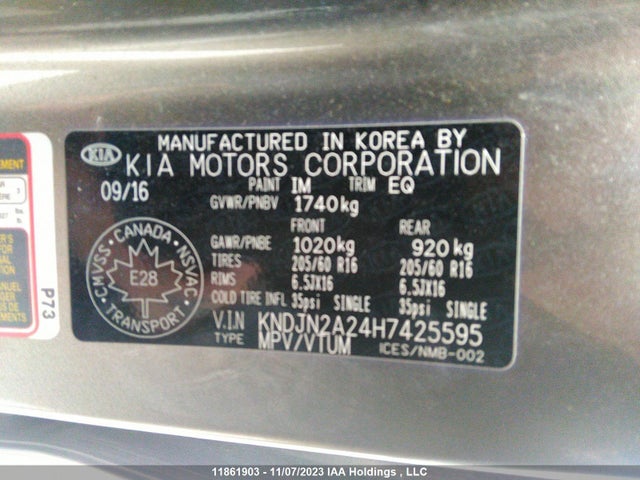 MANUFACTURED IN KOREA BY
KIA KIA MOTORS CORPORATION
09/16 PAINT IM TRIM EQ
GVWR/PNBV 1740kg
FRONT REAR
GAWR/PNBE 1020kg 920kg
TIRES 205/60 R16 205/60 R16
RIMS 6.5JX16 6.5JX16
COLD TIRE INFL 35psi SINGLE 35psi SINGLE
V.I.N KNDJN2A24H7425595
TYPE MPV/VTUM ICES/NMB-002
CMVSS · CANADA · NSVAC
E28
TRANSPORT
P73
11861903 - 11/07/2023 IAA Holdings , LLC